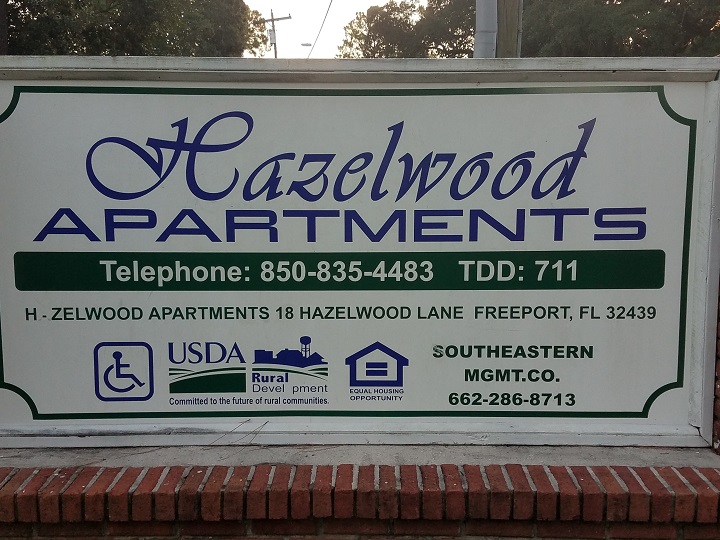 Hazelwood
APARTMENTS
Telephone: 850-835-4483 TDD: 711
H - ZELWOOD APARTMENTS 18 HAZELWOOD LANE FREEPORT, FL 32439
USDA
Rural
Devel pment
Committed to the future of rural communities.
EQUAL HOUSING
OPPORTUNITY
SOUTHEASTERN
MGMT.CO.
662-286-8713